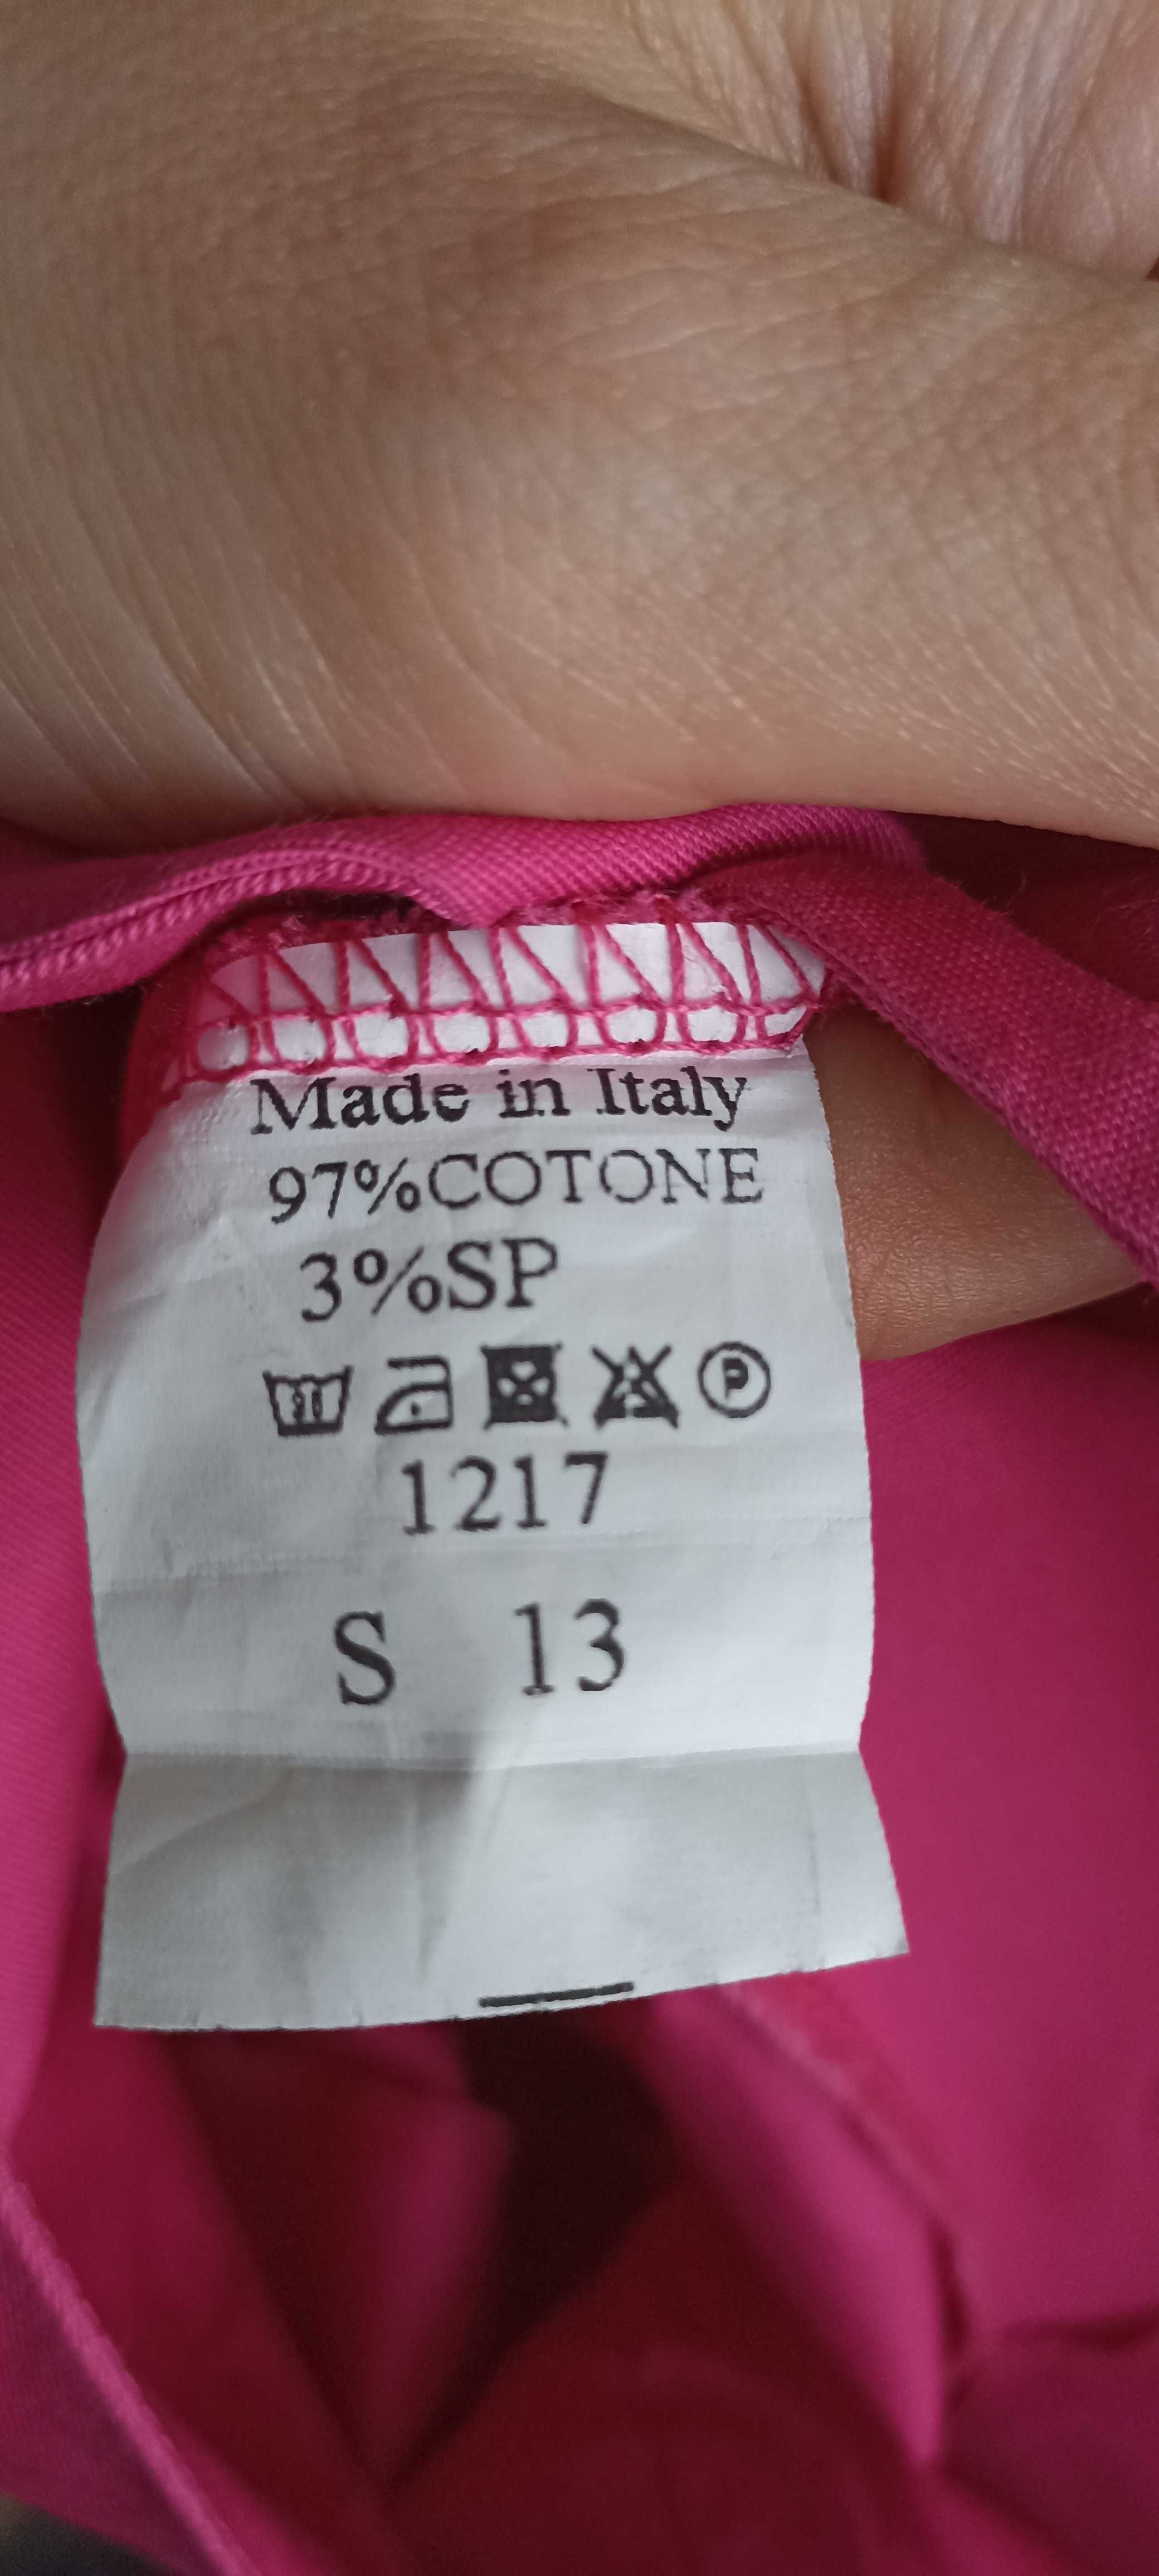 Made in Italy
97%COTONE
3%SP
P
1217
S 13